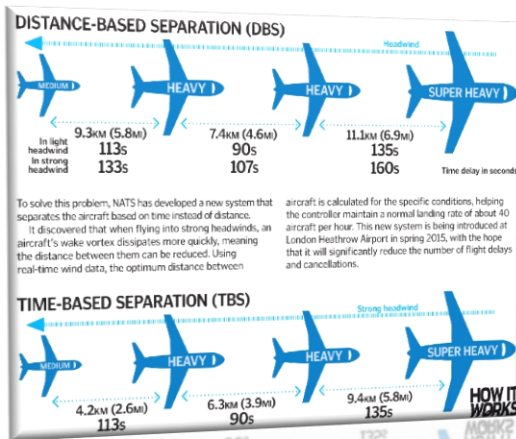 DISTANCE-BASED SEPARATION (DBS)
Headwind
MEDIUM HEAVY HEAVY SUPER HEAVY
9.3KM (5.8MI) 7.4KM (4.6MI) 11.1KM (6.9MI)
In light headwind 113s 90s 135s
In strong headwind 133s 107s 160s
Time delay in seconds
To solve this problem, NATS has developed a new system that
separates the aircraft based on time instead of distance.
It discovered that when flying into strong headwinds, an
aircraft's wake vortex dissipates more quickly, meaning
the distance between them can be reduced. Using
real-time wind data, the optimum distance between
aircraft is calculated for the specific conditions, helping
the controller maintain a normal landing rate of about 40
aircraft per hour. This new system is being introduced at
London Heathrow Airport in spring 2015, with the hope
that it will significantly reduce the number of flight delays
and cancellations.
TIME-BASED SEPARATION (TBS)
Strong headwind
MEDIUM HEAVY HEAVY SUPER HEAVY
4.2KM (2.6MI) 6.3KM (3.9MI) 9.4KM (5.8MI)
113s 90s 135s
HOW IT
WORKS